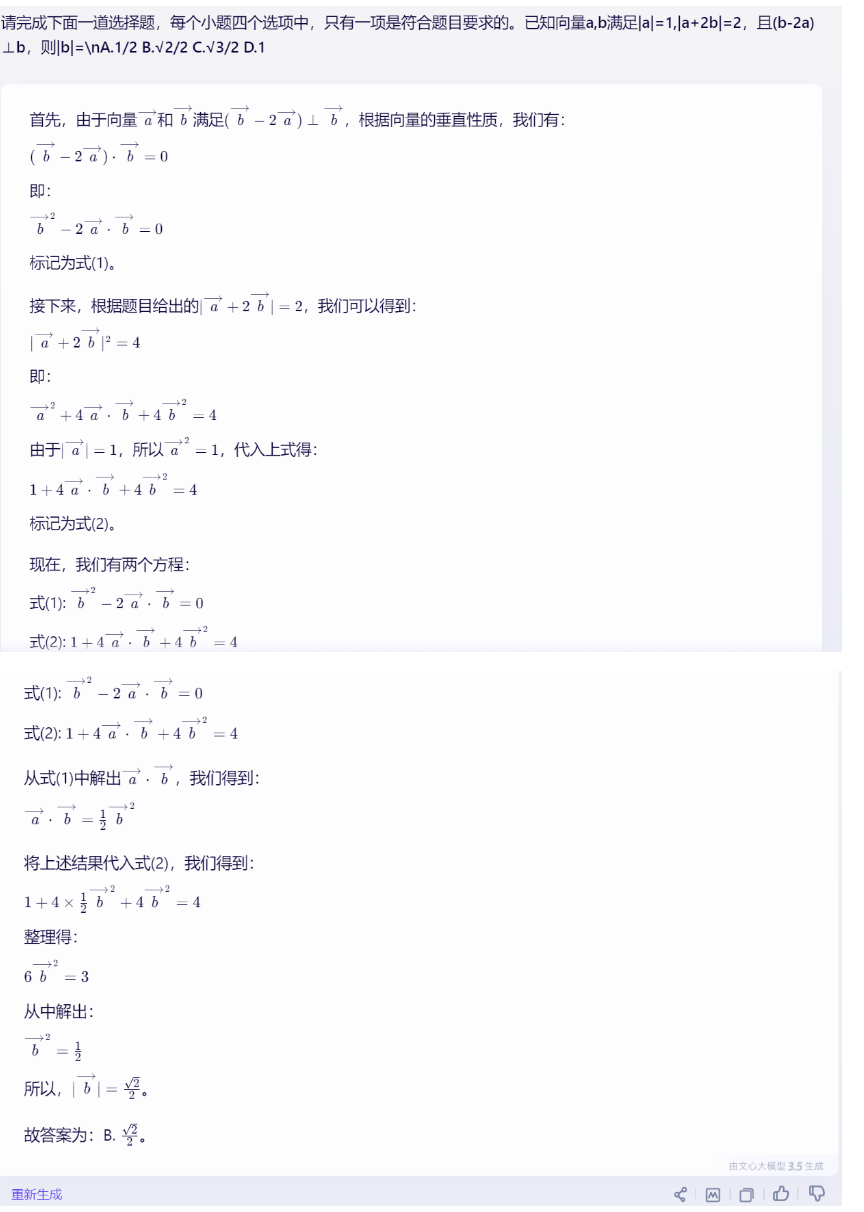 请完成下面一道选择题，每个小题四个选项中，只有一项是符合题目要求的。已知向量a,b满足|a|=1,|a+2b|=2，且(b-2a)
⊥b，则|b|=\nA.1/2 B.√2/2 C.√3/2 D.1
首先，由于向量$\overrightarrow{a}$和$\overrightarrow{b}$满足$(\overrightarrow{b}-2\overrightarrow{a})\perp\overrightarrow{b}$，根据向量的垂直性质，我们有：
$(\overrightarrow{b}-2\overrightarrow{a})\cdot\overrightarrow{b}=0$
即：
$\overrightarrow{b}^2-2\overrightarrow{a}\cdot\overrightarrow{b}=0$
标记为式(1)。
接下来，根据题目给出的$|\overrightarrow{a}+2\overrightarrow{b}|=2$，我们可以得到：
$|\overrightarrow{a}+2\overrightarrow{b}|^2=4$
即：
$\overrightarrow{a}^2+4\overrightarrow{a}\cdot\overrightarrow{b}+4\overrightarrow{b}^2=4$
由于$|\overrightarrow{a}|=1$，所以$\overrightarrow{a}^2=1$，代入上式得：
$1+4\overrightarrow{a}\cdot\overrightarrow{b}+4\overrightarrow{b}^2=4$
标记为式(2)。
现在，我们有两个方程：
式(1): $\overrightarrow{b}^2-2\overrightarrow{a}\cdot\overrightarrow{b}=0$
式(2): $1+4\overrightarrow{a}\cdot\overrightarrow{b}+4\overrightarrow{b}^2=4$
式(1): $\overrightarrow{b}^2-2\overrightarrow{a}\cdot\overrightarrow{b}=0$
式(2): $1+4\overrightarrow{a}\cdot\overrightarrow{b}+4\overrightarrow{b}^2=4$
从式(1)中解出$\overrightarrow{a}\cdot\overrightarrow{b}$，我们得到：
$\overrightarrow{a}\cdot\overrightarrow{b}=\frac{1}{2}\overrightarrow{b}^2$
将上述结果代入式(2)，我们得到：
$1+4\times\frac{1}{2}\overrightarrow{b}^2+4\overrightarrow{b}^2=4$
整理得：
$6\overrightarrow{b}^2=3$
从中解出：
$\overrightarrow{b}^2=\frac{1}{2}$
所以，$|\overrightarrow{b}|=\frac{\sqrt{2}}{2}$。
故答案为：B. $\frac{\sqrt{2}}{2}$。
由文心大模型 3.5 生成
重新生成